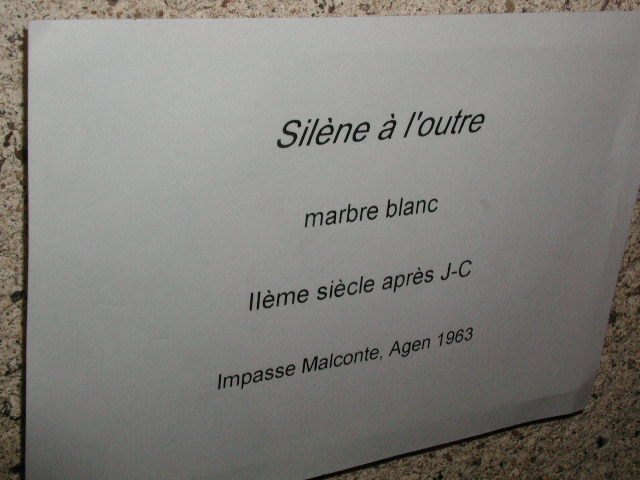 Silène à l'outre
marbre blanc
IIème siècle après J-C
Impasse Malconte, Agen 1963